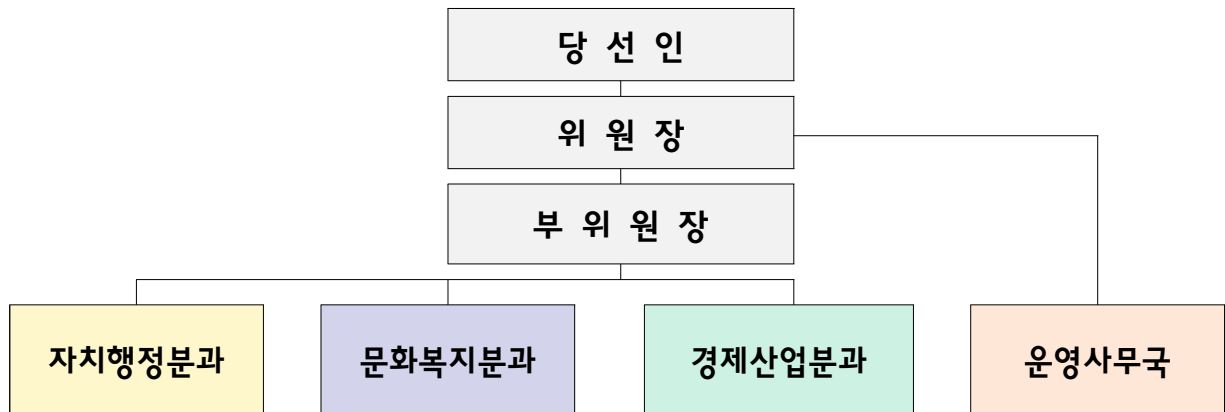 당 선 인
위 원 장
부 위 원 장
자치행정분과
문화복지분과
경제산업분과
운영사무국